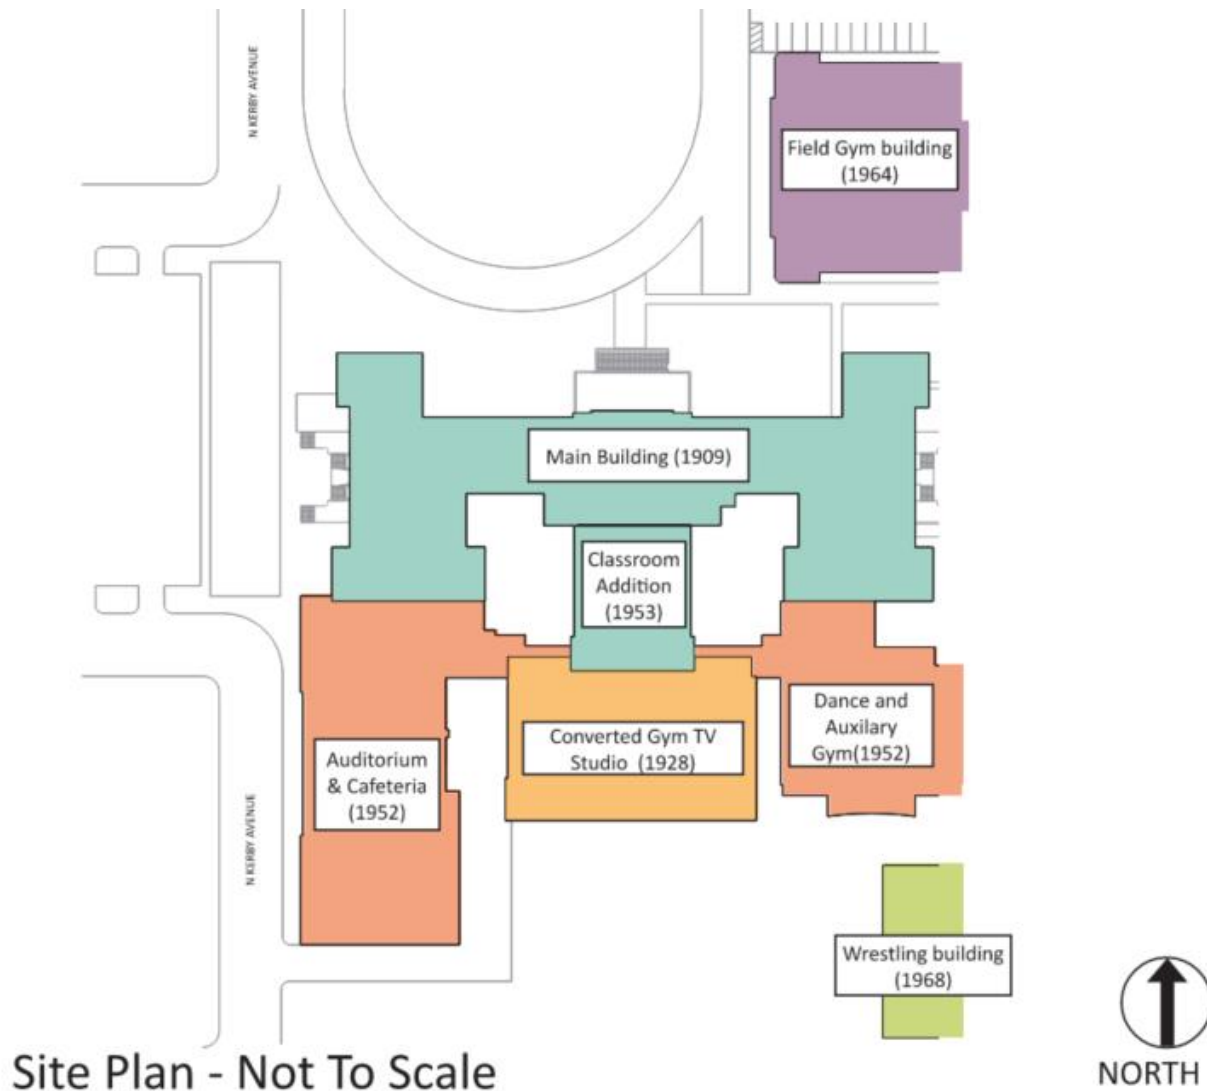 N KERBY AVENUE
Field Gym building
(1964)
Main Building (1909)
Classroom
Addition
(1953)
Dance and
Auxilary
Gym(1952)
Converted Gym TV
Studio (1928)
Auditorium
& Cafeteria
(1952)
N KERBY AVENUE
Wrestling building
(1968)
Site Plan - Not To Scale
NORTH